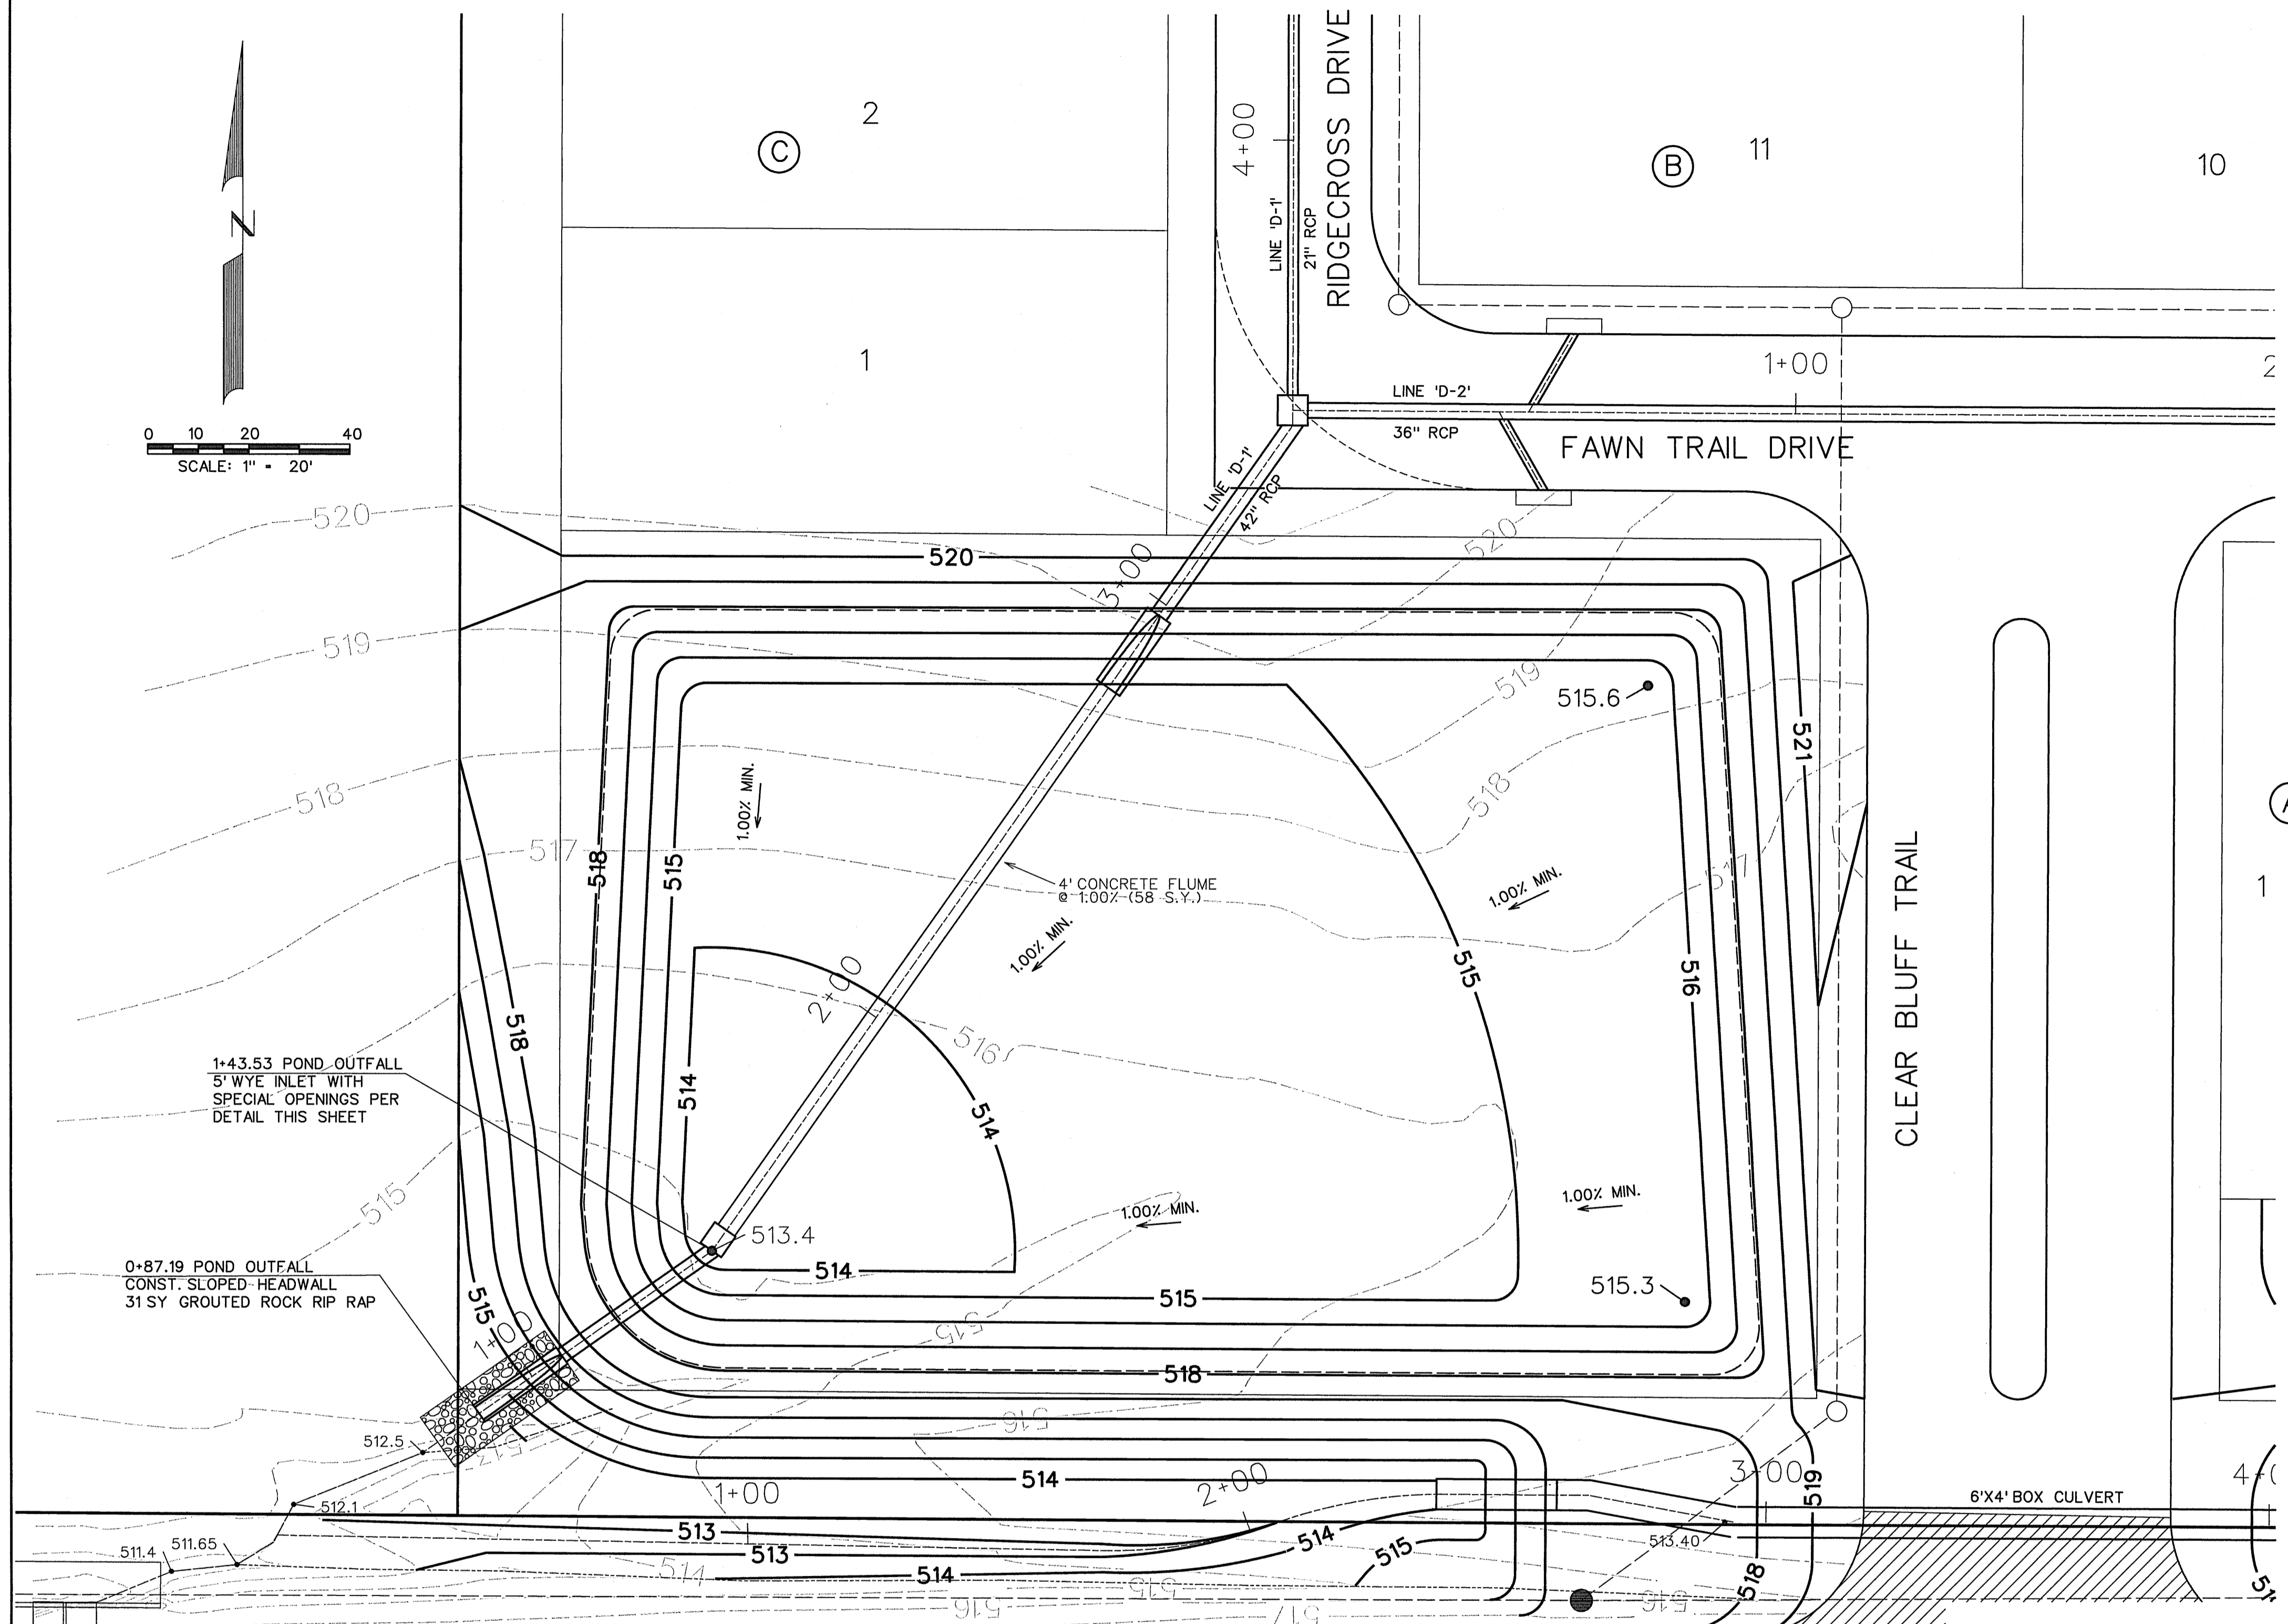 2
C
1
N
0 10 20 40
SCALE: 1" = 20'
4+00
LINE 'D-1'
21" RCP
RIDGECROSS DRIVE
B
11
10
1+00
2
LINE 'D-2'
36" RCP
FAWN TRAIL DRIVE
LINE 'D-1'
42" RCP
3+00
520
520
520
519
519
518
518
517
517
516
515
515
515
516
516
517
514
515
520
518
515
518
514
514
514
515
515
516
521
515.6
515.3
513.4
1.00% MIN.
1.00% MIN.
1.00% MIN.
1.00% MIN.
1.00% MIN.
4' CONCRETE FLUME
@ 1.00% (58 S.Y.)
2+00
1+43.53 POND OUTFALL
5' WYE INLET WITH
SPECIAL OPENINGS PER
DETAIL THIS SHEET
0+87.19 POND OUTFALL
CONST. SLOPED HEADWALL
31 SY GROUTED ROCK RIP RAP
1+00
515
518
CLEAR BLUFF TRAIL
1
512.5
512.1
511.65
511.4
513
513
514
514
514
515
518
519
1+00
2+00
3+00
513.40
6'X4' BOX CULVERT